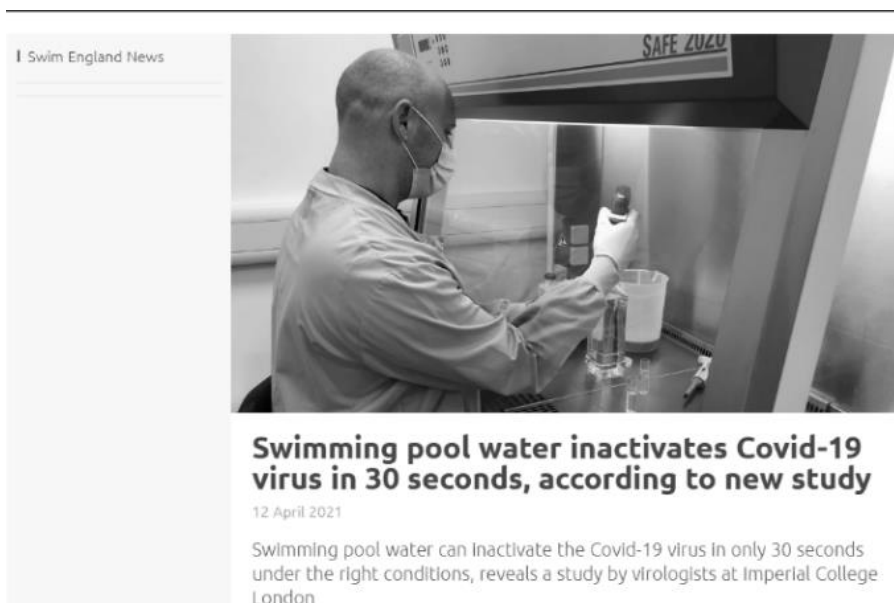 Swim England News
SAFE 2020
Swimming pool water inactivates Covid-19
virus in 30 seconds, according to new study
12 April 2021
Swimming pool water can inactivate the Covid-19 virus in only 30 seconds
under the right conditions, reveals a study by virologists at Imperial College
London